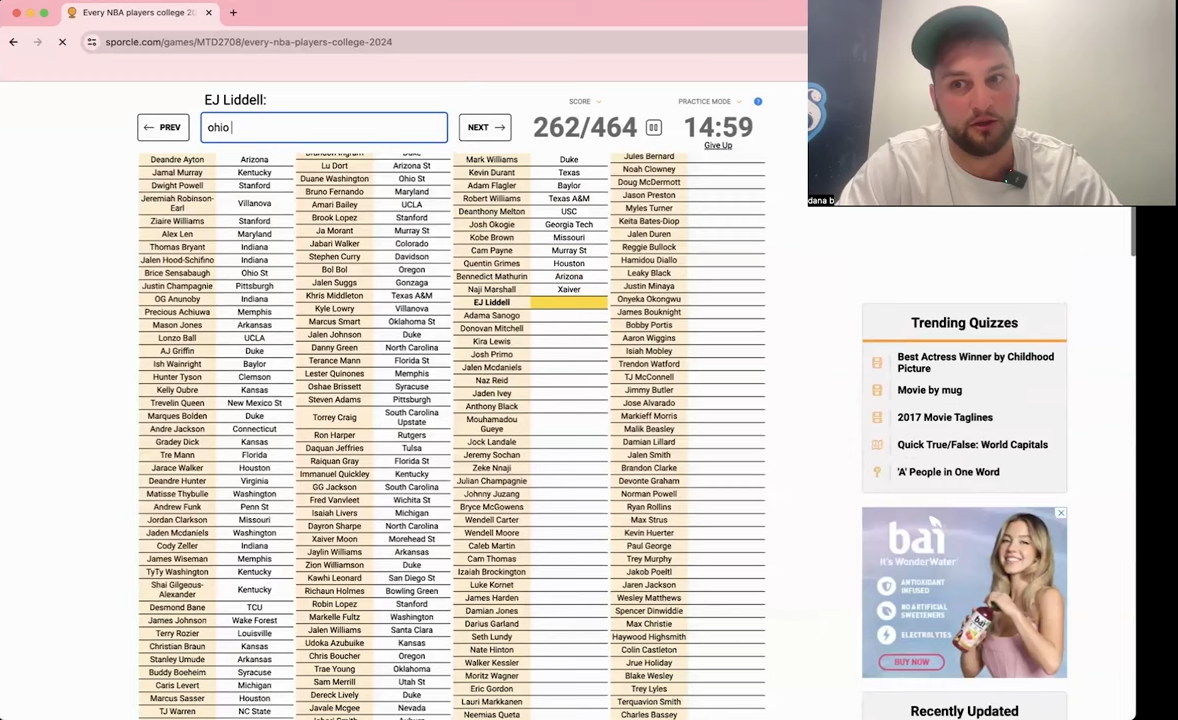 Every NBA players college 20
sporcle.com/games/MTD2708/every-nba-players-college-2024
EJ Liddell:
SCORE
PRACTICE MODE
PREV
ohio
NEXT
262/464
14:59
Give Up
dana b
Deandre Ayton Arizona
Jamal Murray Kentucky
Dwight Powell Stanford
Jeremiah Robinson-
Earl Villanova
Ziaire Williams Stanford
Alex Len Maryland
Thomas Bryant Indiana
Jalen Hood-Schifino Indiana
Brice Sensabaugh Ohio St
Justin Champagnie Pittsburgh
OG Anunoby Indiana
Precious Achiuwa Memphis
Mason Jones Arkansas
Lonzo Ball UCLA
AJ Griffin Duke
Ish Wainright Baylor
Hunter Tyson Clemson
Kelly Oubre Kansas
Trevelin Queen New Mexico St
Marques Bolden Duke
Andre Jackson Connecticut
Gradey Dick Kansas
Tre Mann Florida
Jarace Walker Houston
Deandre Hunter Virginia
Matisse Thybulle Washington
Andrew Funk Penn St
Jordan Clarkson Missouri
Jaden Mcdaniels Washington
Cody Zeller Indiana
James Wiseman Memphis
TyTy Washington Kentucky
Shai Gilgeous-
Alexander Kentucky
Desmond Bane TCU
James Johnson Wake Forest
Terry Rozier Louisville
Christian Braun Kansas
Stanley Umude Arkansas
Buddy Boeheim Syracuse
Caris Levert Michigan
Marcus Sasser Houston
TJ Warren NC State
Brandon Ingram Duke
Lu Dort Arizona St
Duane Washington Ohio St
Bruno Fernando Maryland
Amari Bailey UCLA
Brook Lopez Stanford
Ja Morant Murray St
Jabari Walker Colorado
Stephen Curry Davidson
Bol Bol Oregon
Jalen Suggs Gonzaga
Khris Middleton Texas A&M
Kyle Lowry Villanova
Marcus Smart Oklahoma St
Jalen Johnson Duke
Danny Green North Carolina
Terance Mann Florida St
Lester Quinones Memphis
Oshae Brissett Syracuse
Steven Adams Pittsburgh
Torrey Craig South Carolina
Upstate
Ron Harper Rutgers
Daquan Jeffries Tulsa
Raiquan Gray Florida St
Immanuel Quickley Kentucky
GG Jackson South Carolina
Fred Vanvleet Wichita St
Isaiah Livers Michigan
Dayron Sharpe North Carolina
Xaiver Moon Morehead St
Jaylin Williams Arkansas
Zion Williamson Duke
Kawhi Leonard San Diego St
Richaun Holmes Bowling Green
Robin Lopez Stanford
Markelle Fultz Washington
Jalen Williams Santa Clara
Udoka Azubuike Kansas
Chris Boucher Oregon
Trae Young Oklahoma
Sam Merrill Utah St
Dereck Lively Duke
Javale Mcgee Nevada
Jabari Smith Auburn
Mark Williams Duke
Kevin Durant Texas
Adam Flagler Baylor
Robert Williams Texas A&M
Deanthony Melton USC
Josh Okogie Georgia Tech
Kobe Brown Missouri
Cam Payne Murray St
Quentin Grimes Houston
Bennedict Mathurin Arizona
Naji Marshall Xaiver
EJ Liddell
Adama Sanogo
Donovan Mitchell
Kira Lewis
Josh Primo
Jalen Mcdaniels
Naz Reid
Jaden Ivey
Anthony Black
Mouhamadou
Gueye
Jock Landale
Jeremy Sochan
Zeke Nnaji
Julian Champagnie
Johnny Juzang
Bryce McGowens
Wendell Carter
Wendell Moore
Caleb Martin
Cam Thomas
Izaiah Brockington
Luke Kornet
James Harden
Damian Jones
Darius Garland
Seth Lundy
Nate Hinton
Walker Kessler
Moritz Wagner
Eric Gordon
Lauri Markkanen
Neemias Queta
Jules Bernard
Noah Clowney
Doug McDermott
Jason Preston
Myles Turner
Keita Bates-Diop
Jalen Duren
Reggie Bullock
Hamidou Diallo
Leaky Black
Justin Minaya
Onyeka Okongwu
James Bouknight
Bobby Portis
Aaron Wiggins
Isiah Mobley
Trendon Watford
TJ McConnell
Jimmy Butler
Jose Alvarado
Markieff Morris
Malik Beasley
Damian Lillard
Jalen Smith
Brandon Clarke
Devonte Graham
Norman Powell
Ryan Rollins
Max Strus
Kevin Huerter
Paul George
Trey Murphy
Jakob Poeltl
Jaren Jackson
Wesley Matthews
Spencer Dinwiddie
Max Christie
Haywood Highsmith
Colin Castleton
Jrue Holiday
Blake Wesley
Trey Lyles
Terquavion Smith
Charles Bassey
Trending Quizzes
Best Actress Winner by Childhood
Picture
Movie by mug
2017 Movie Taglines
Quick True/False: World Capitals
'A' People in One Word
bai
IT'S WONDERWATER™
ANTIOXIDANT
INFUSED
NO ARTIFICIAL
SWEETENERS
ELECTROLYTES
BUY NOW
Recently Updated